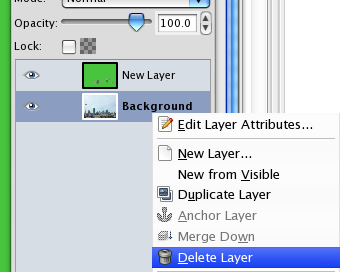 Mode: Normal
Opacity: 100.0
Lock:
New Layer
Background
Edit Layer Attributes...
New Layer...
New from Visible
Duplicate Layer
Anchor Layer
Merge Down
Delete Layer